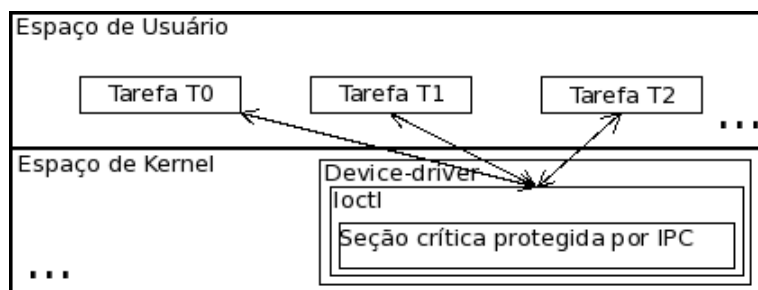 Espaço de Usuário
Tarefa T0
Tarefa T1
Tarefa T2
...
Espaço de Kernel
Device-driver
Ioctl
Seção crítica protegida por IPC
...